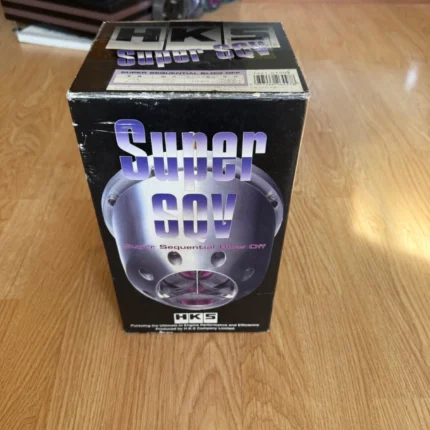 HKS
Super SQV
SUPER SEQUENTIAL BLOW OFF
Super
SQV
Super Sequential Blow Off
HKS
Pursuing the Ultimate in Engine Performance and Efficiency
Produced by H.K.S Company Limited